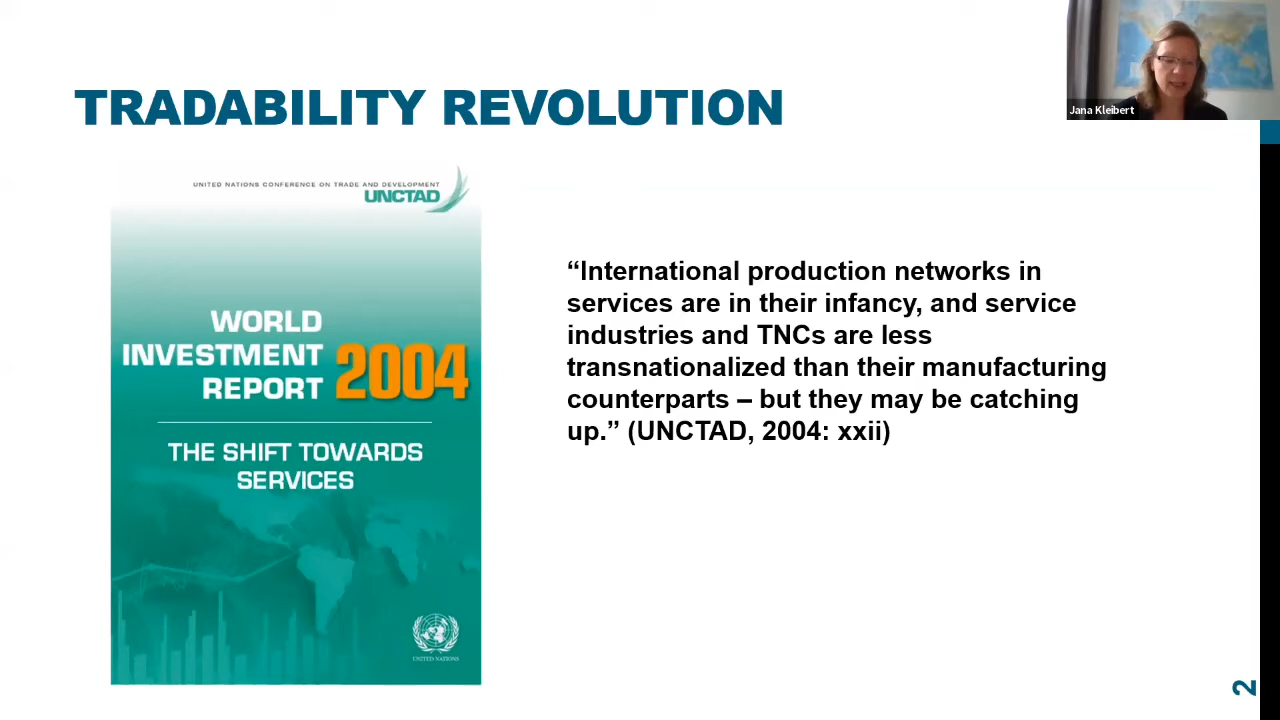 TRADABILITY REVOLUTION
Jana Kleibert
UNITED NATIONS CONFERENCE ON TRADE AND DEVELOPMENT
UNCTAD
WORLD
INVESTMENT
REPORT
2004
THE SHIFT TOWARDS
SERVICES
UNITED NATIONS
“International production networks in
services are in their infancy, and service
industries and TNCs are less
transnationalized than their manufacturing
counterparts – but they may be catching
up.” (UNCTAD, 2004: xxii)
2